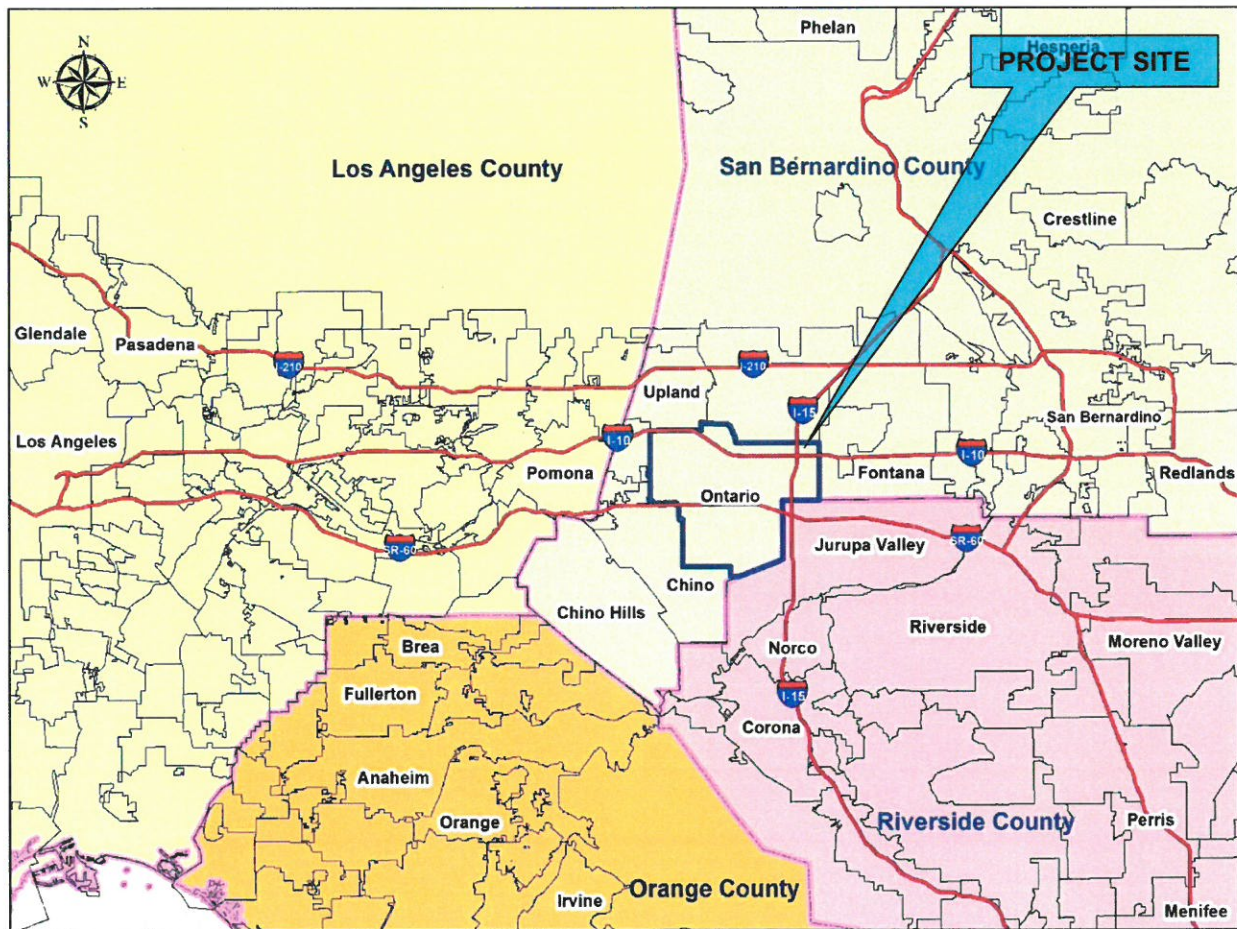 N
W E
S
Phelan
Hesperia
PROJECT SITE
Los Angeles County
San Bernardino County
Crestline
Glendale
Pasadena
I-210
Upland
I-210
I-15
San Bernardino
Los Angeles
I-10
Pomona
Fontana
I-10
Redlands
Ontario
SR-60
Jurupa Valley
SR-60
Chino
Chino Hills
Riverside
Brea
Norco
Moreno Valley
Fullerton
I-15
Corona
Anaheim
Orange
Riverside County
Perris
Orange County
Irvine
Menifee